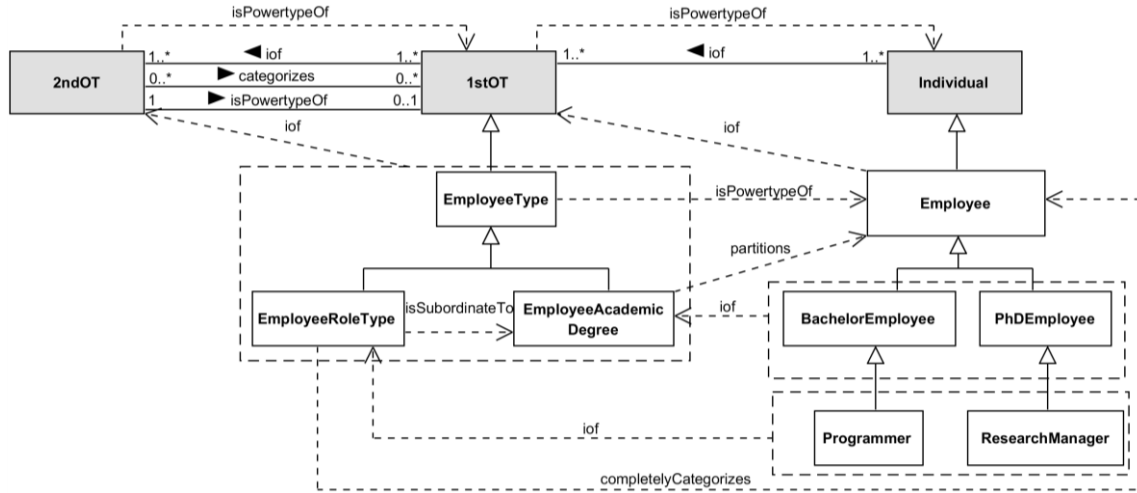 isPowertypeOf
isPowertypeOf
1..*
◄ iof
1..*
1..*
◄ iof
1..*
2ndOT
0..*
► categorizes
0..*
1stOT
Individual
1
► isPowertypeOf
0..1
iof
iof
EmployeeType
isPowertypeOf
Employee
partitions
EmployeeRoleType
isSubordinateTo
EmployeeAcademic
Degree
iof
BachelorEmployee
PhDEmployee
iof
Programmer
ResearchManager
completelyCategorizes